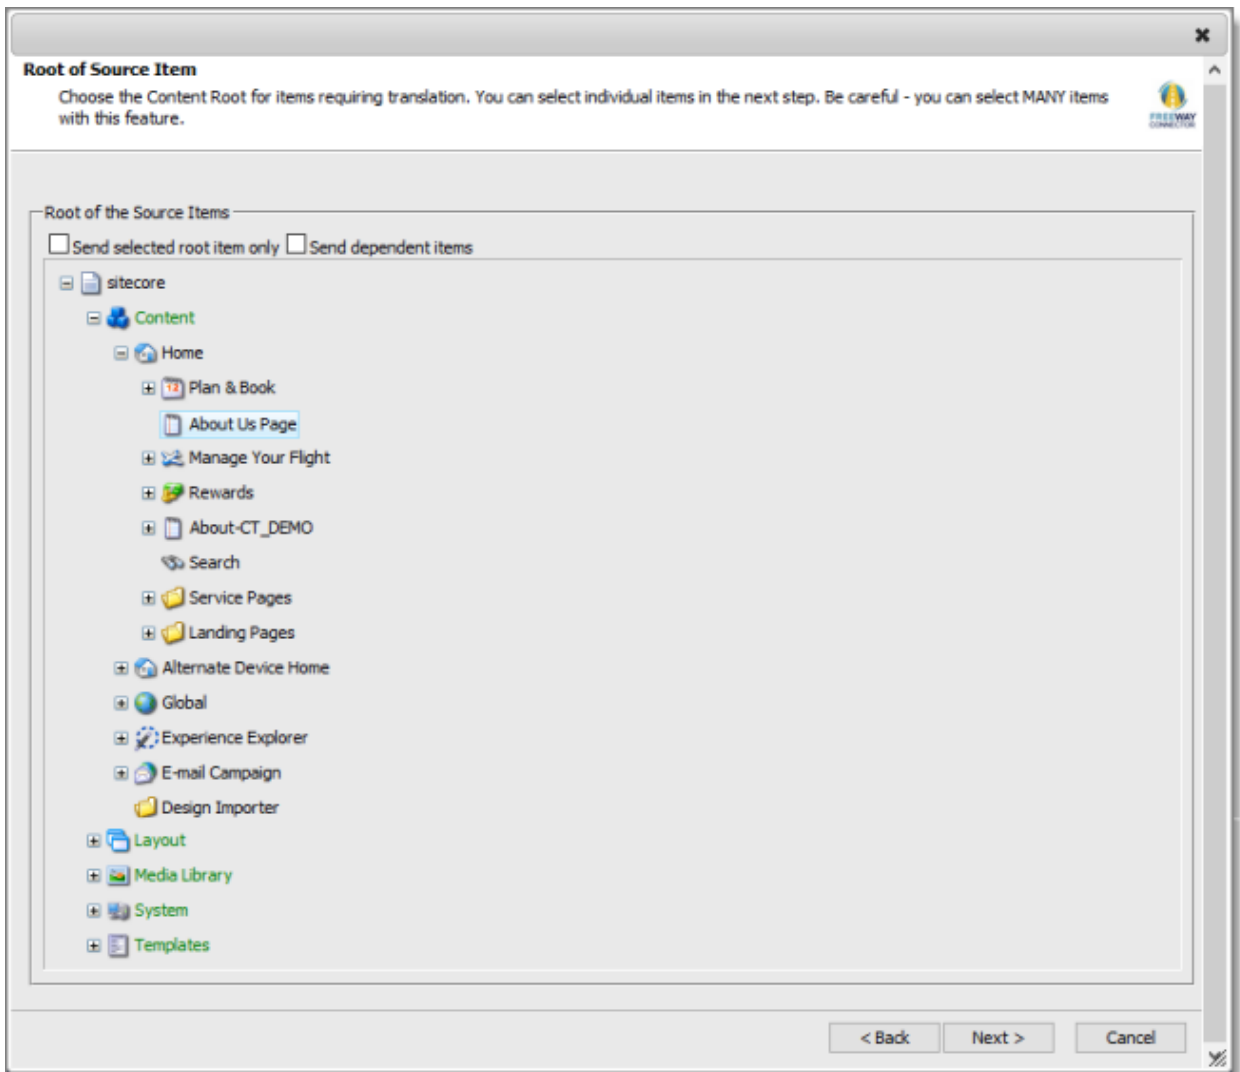 Root of Source Item
Choose the Content Root for items requiring translation. You can select individual items in the next step. Be careful - you can select MANY items
with this feature.
FREEWAY
CONNECTOR
Root of the Source Items
Send selected root item only Send dependent items
sitecore
Content
Home
12 Plan & Book
About Us Page
Manage Your Flight
Rewards
About-CT_DEMO
Search
Service Pages
Landing Pages
Alternate Device Home
Global
Experience Explorer
E-mail Campaign
Design Importer
Layout
Media Library
System
Templates
< Back Next > Cancel